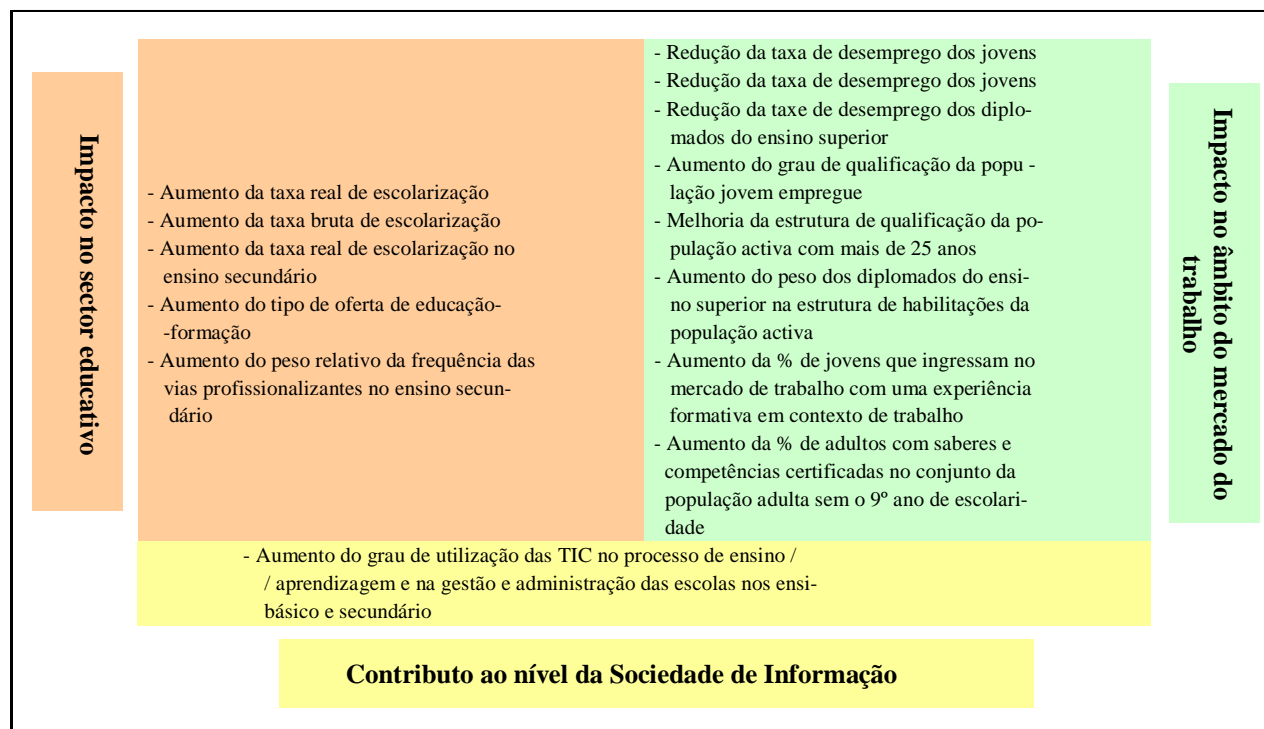 Impacto no sector educativo
- Aumento da taxa real de escolarização
- Aumento da taxa bruta de escolarização
- Aumento da taxa real de escolarização no
ensino secundário
- Aumento do tipo de oferta de educação-
-formação
- Aumento do peso relativo da frequência das
vias profissionalizantes no ensino secun-
dário
- Redução da taxa de desemprego dos jovens
- Redução da taxa de desemprego dos jovens
- Redução da taxe de desemprego dos diplo-
mados do ensino superior
- Aumento do grau de qualificação da popu -
lação jovem empregue
- Melhoria da estrutura de qualificação da po-
pulação activa com mais de 25 anos
- Aumento do peso dos diplomados do ensi-
no superior na estrutura de habilitações da
população activa
- Aumento da % de jovens que ingressam no
mercado de trabalho com uma experiência
formativa em contexto de trabalho
- Aumento da % de adultos com saberes e
competências certificadas no conjunto da
população adulta sem o 9º ano de escolari-
dade
Impacto no âmbito do mercado do
trabalho
- Aumento do grau de utilização das TIC no processo de ensino /
/ aprendizagem e na gestão e administração das escolas nos ensi-
básico e secundário
Contributo ao nível da Sociedade de Informação